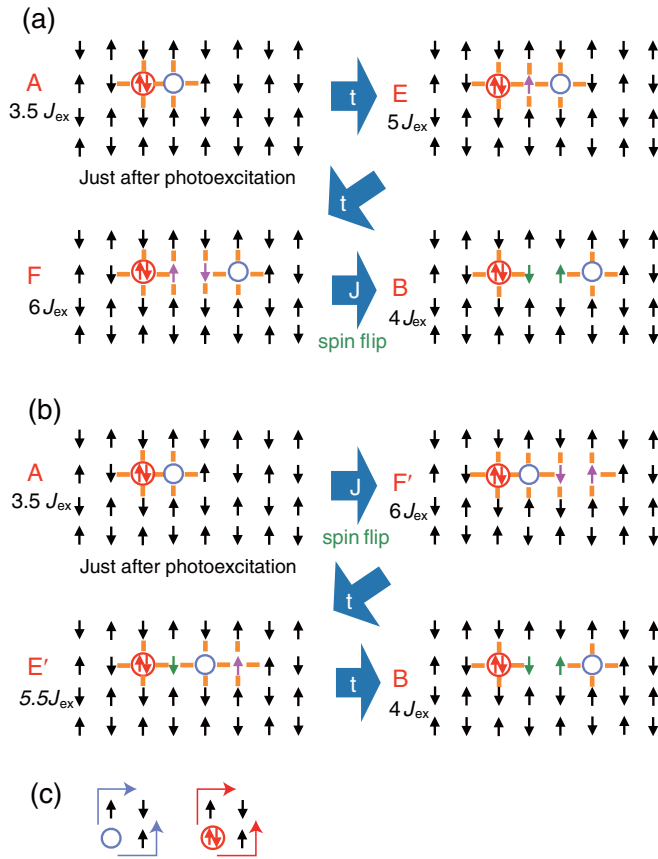 (a)
A
3.5 Jex
Just after photoexcitation
t
E
5 Jex
t
F
6 Jex
J
spin flip
B
4 Jex
(b)
A
3.5 Jex
Just after photoexcitation
J
spin flip
F′
6 Jex
t
E′
5.5 Jex
t
B
4 Jex
(c)